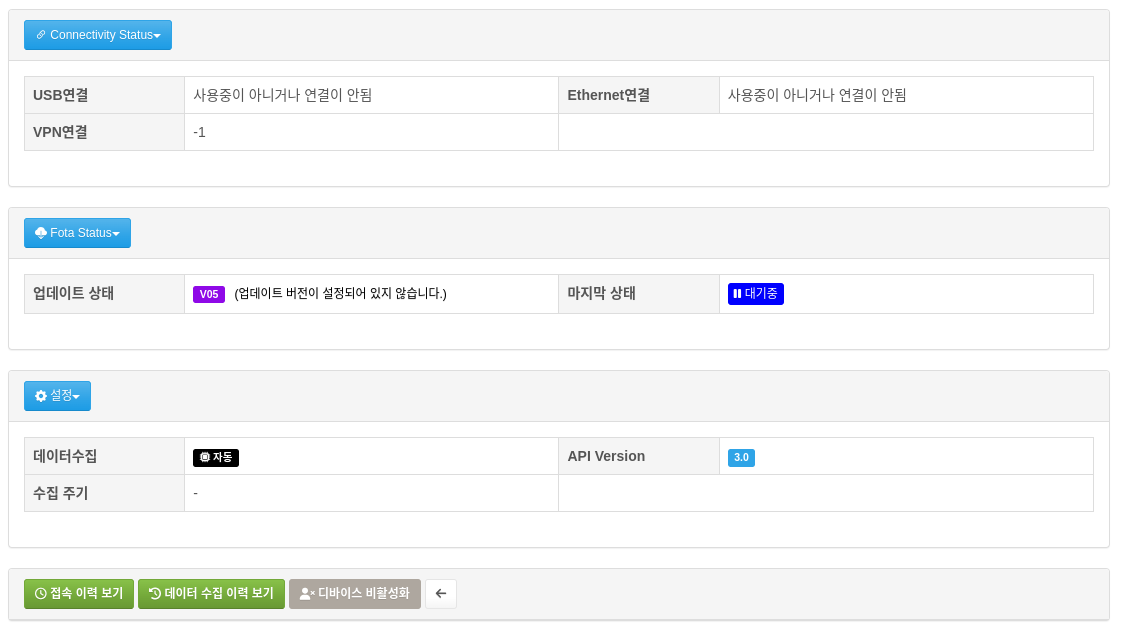 Connectivity Status
USB연결 사용중이 아니거나 연결이 안됨 Ethernet연결 사용중이 아니거나 연결이 안됨
VPN연결 -1
Fota Status
업데이트 상태 V05 (업데이트 버전이 설정되어 있지 않습니다.) 마지막 상태 대기중
설정
데이터수집 자동 API Version 3.0
수집 주기 -
접속 이력 보기 데이터 수집 이력 보기 디바이스 비활성화